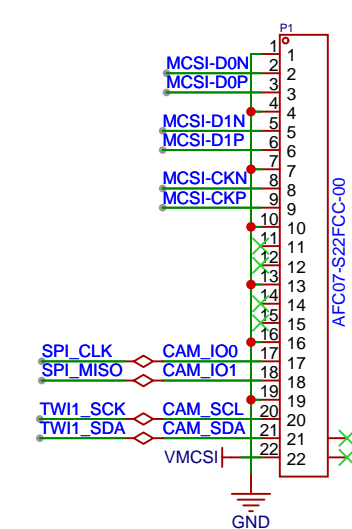 P1
1 1
MCSI-D0N 2 2
MCSI-D0P 3 3
4 4
MCSI-D1N 5 5
MCSI-D1P 6 6
7 7
MCSI-CKN 8 8
MCSI-CKP 9 9
10 10
11 11
12 12
13 13
14 14
15 15
16 16
SPI_CLK CAM_IO0 17 17
SPI_MISO CAM_IO1 18 18
19 19
TWI1_SCK CAM_SCL 20 20
TWI1_SDA CAM_SDA 21 21
VMCSI 22 22
GND
AFC07-S22FCC-00